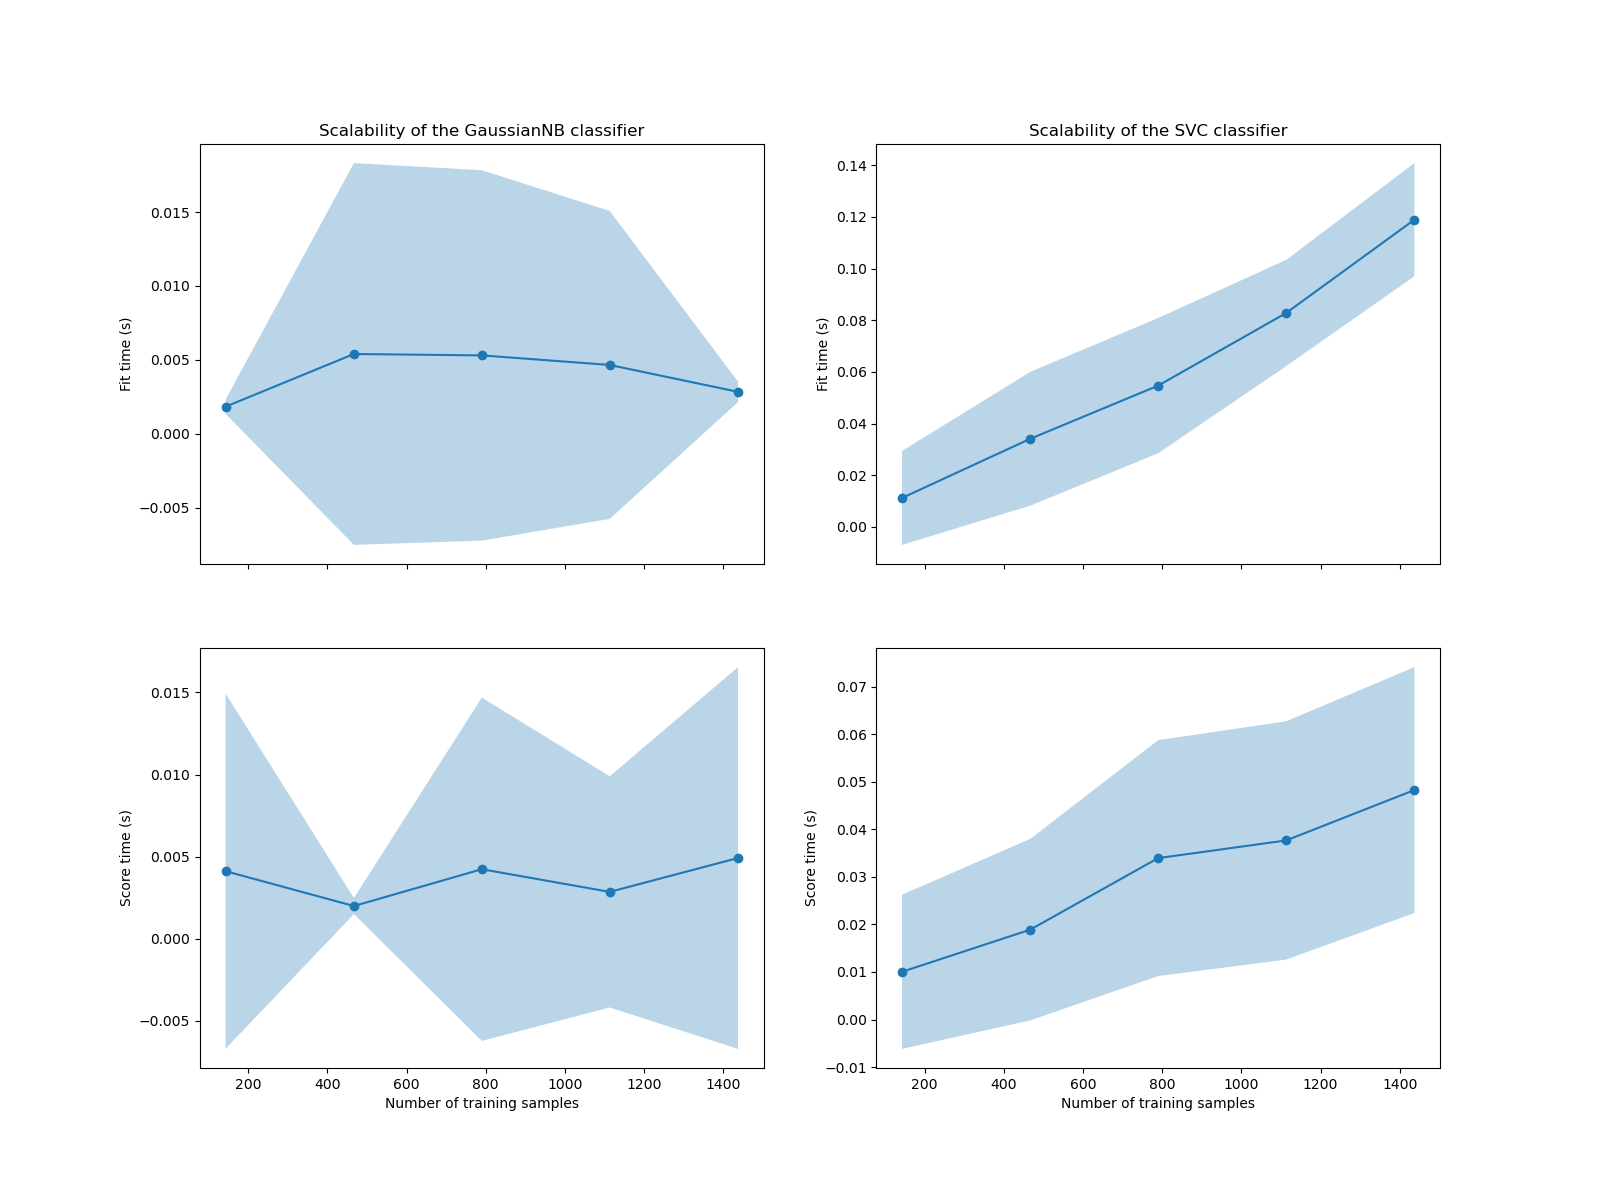 Scalability of the GaussianNB classifier
Fit time (s)
0.015
0.010
0.005
0.000
−0.005
Scalability of the SVC classifier
Fit time (s)
0.14
0.12
0.10
0.08
0.06
0.04
0.02
0.00
Score time (s)
0.015
0.010
0.005
0.000
−0.005
200 400 600 800 1000 1200 1400
Number of training samples
Score time (s)
0.07
0.06
0.05
0.04
0.03
0.02
0.01
0.00
−0.01
200 400 600 800 1000 1200 1400
Number of training samples